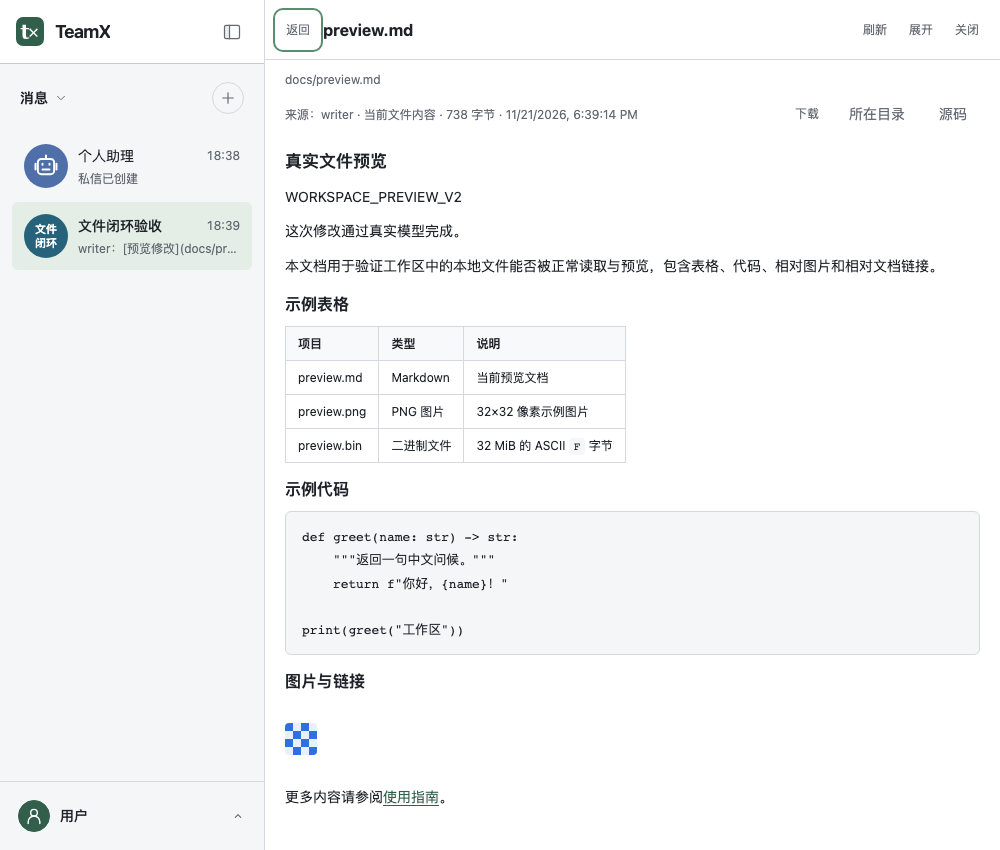 tx TeamX
消息
个人助理 18:38
私信已创建
文件闭环
文件闭环验收 18:39
writer：[预览修改](docs/pr...
用户
返回 preview.md 刷新 展开 关闭
docs/preview.md
来源：writer · 当前文件内容 · 738 字节 · 11/21/2026, 6:39:14 PM 下载 所在目录 源码
真实文件预览
WORKSPACE_PREVIEW_V2
这次修改通过真实模型完成。
本文档用于验证工作区中的本地文件能否被正常读取与预览，包含表格、代码、相对图片和相对文档链接。
示例表格
项目 类型 说明
preview.md Markdown 当前预览文档
preview.png PNG 图片 32×32 像素示例图片
preview.bin 二进制文件 32 MiB 的 ASCII F 字节
示例代码
def greet(name: str) -> str:
    """返回一句中文问候。"""
    return f"你好，{name}！"
print(greet("工作区"))
图片与链接
更多内容请参阅使用指南。